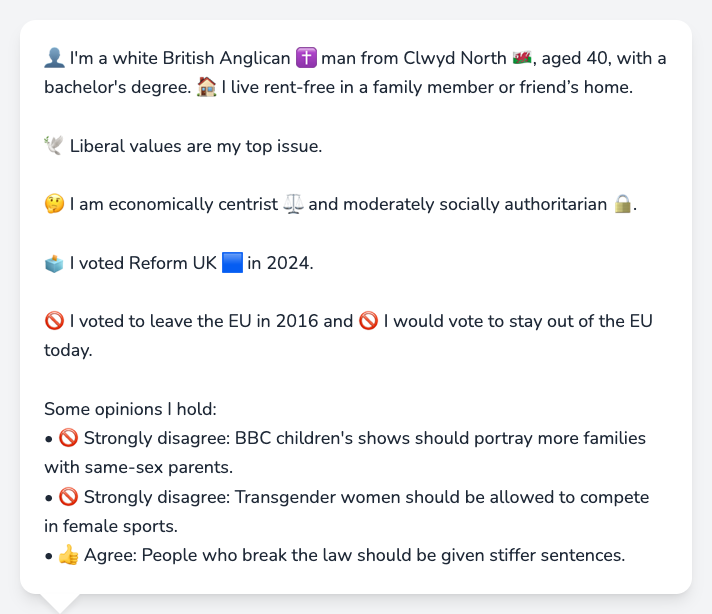 👤 I'm a white British Anglican ✝️ man from Clwyd North 🏴󠁧󠁢󠁷󠁬󠁳󠁿, aged 40, with a
bachelor's degree. 🏠 I live rent-free in a family member or friend’s home.
🕊️ Liberal values are my top issue.
🤔 I am economically centrist ⚖️ and moderately socially authoritarian 🔒.
🗳️ I voted Reform UK 🟦 in 2024.
🚫 I voted to leave the EU in 2016 and 🚫 I would vote to stay out of the EU
today.
Some opinions I hold:
• 🚫 Strongly disagree: BBC children's shows should portray more families
with same-sex parents.
• 🚫 Strongly disagree: Transgender women should be allowed to compete
in female sports.
• 👍 Agree: People who break the law should be given stiffer sentences.